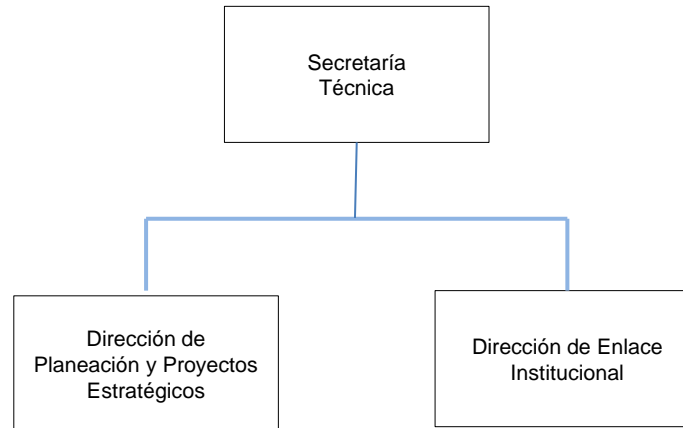 Secretaría
Técnica
Dirección de
Planeación y Proyectos
Estratégicos
Dirección de Enlace
Institucional